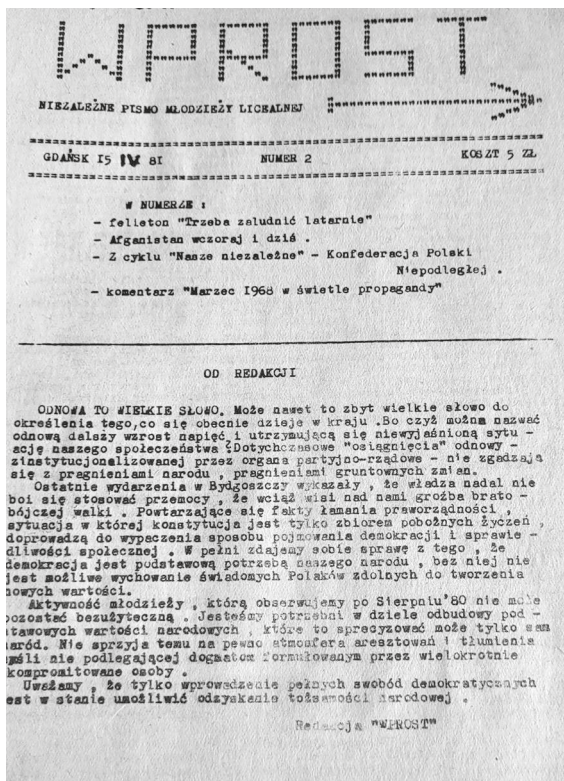 WPROST
NIEZALEŻNE PISMO MŁODZIEŻY LICEALNEJ
GDAŃSK 15 IV 81 NUMER 2 KOSZT 5 ZŁ
W NUMERZE :
- felieton "Trzeba zaludnić latarnie"
- Afganistan wczoraj i dziś .
- Z cyklu "Nasze niezależne" - Konfederacja Polski
Niepodległej .
- komentarz "Marzec 1968 w świetle propagandy"
OD REDAKCJI
ODNOWA TO WIELKIE SŁOWO. Może nawet to zbyt wielkie słowo do
określenia tego,co się obecnie dzieje w kraju .Bo czyż można nazwać
odnową dalszy wzrost napięć i utrzymującą się niewyjaśnioną sytu -
ację naszego społeczeństwa ?Dotychczasowe "osiągnięcia" odnowy -
zinstytucjonalizowanej przez organa partyjno-rządowe - nie zgadzają
się z pragnieniami narodu , pragnieniami gruntownych zmian.
Ostatnie wydarzenia w Bydgoszczy wykazały , że władza nadal nie
boi się stosować przemocy , że wciąż wisi nad nami groźba brato -
bójczej walki . Powtarzające się fakty łamania praworządności ,
sytuacja w której konstytucja jest tylko zbiorem pobożnych życzeń ,
doprowadzą do wypaczenia sposobu pojmowania demokracji i sprawie -
dliwości społecznej . W pełni zdajemy sobie sprawę z tego , że
demokracja jest podstawową potrzebą naszego narodu , bez niej nie
jest możliwe wychowanie świadomych Polaków zdolnych do tworzenia
nowych wartości.
Aktywność młodzieży , którą obserwujemy po Sierpniu'80 nie może
pozostać bezużyteczną . Jesteśmy potrzebni w dziele odbudowy pod -
stawowych wartości narodowych , które to sprecyzować może tylko sam
naród. Nie sprzyja temu na pewno atmosfera aresztowań i tłumienia
myśli nie podlegającej dogmatom formułowanym przez wielokrotnie
kompromitowane osoby .
Uważamy , że tylko wprowadzenie pełnych swobód demokratycznych
jest w stanie umożliwić odzyskanie tożsamości narodowej .
Redakcja "WPROST"